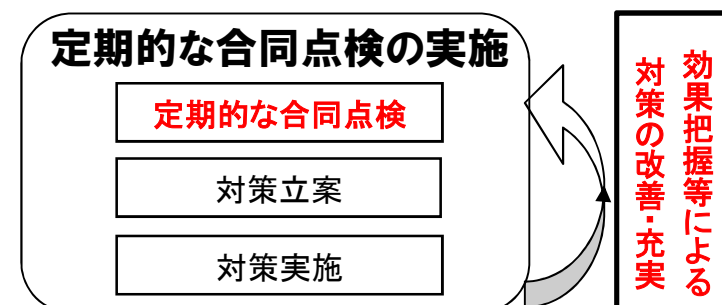 定期的な合同点検の実施
定期的な合同点検
対策立案
対策実施
効果把握等による
対策の改善・充実